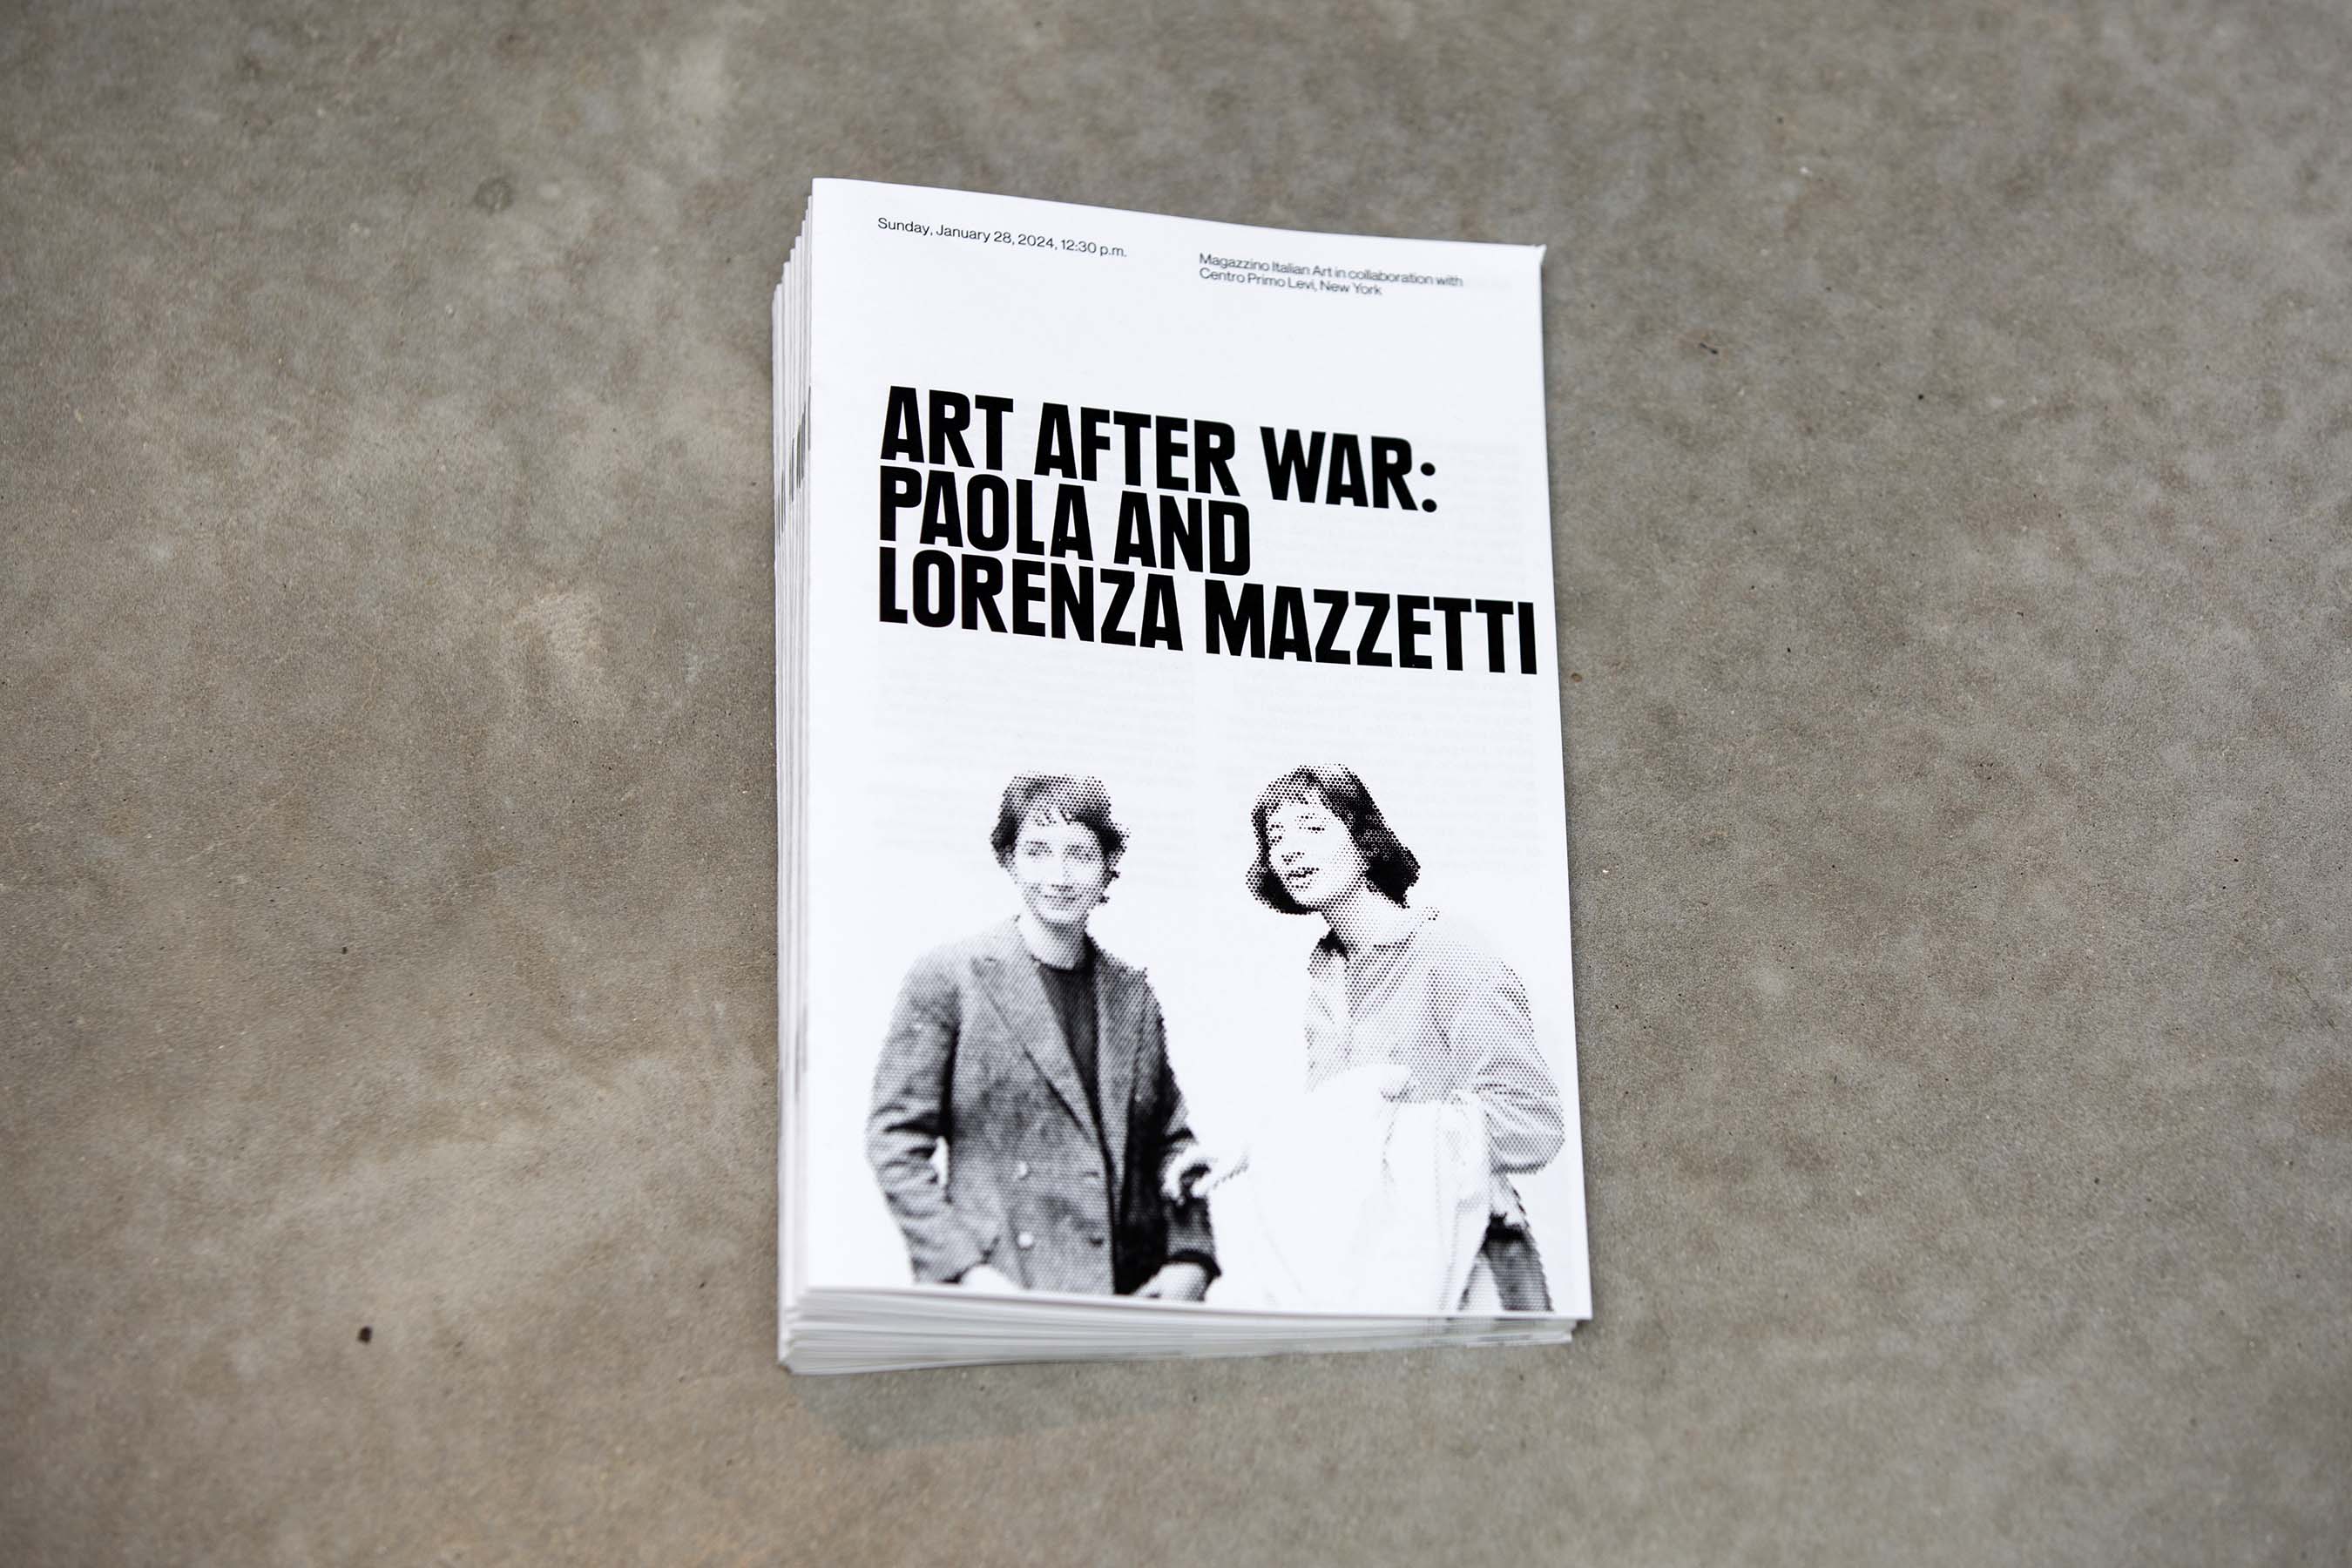 Sunday, January 28, 2024, 12:30 p.m.
Magazzino Italian Art in collaboration with
Centro Primo Levi, New York
ART AFTER WAR:
PAOLA AND
LORENZA MAZZETTI